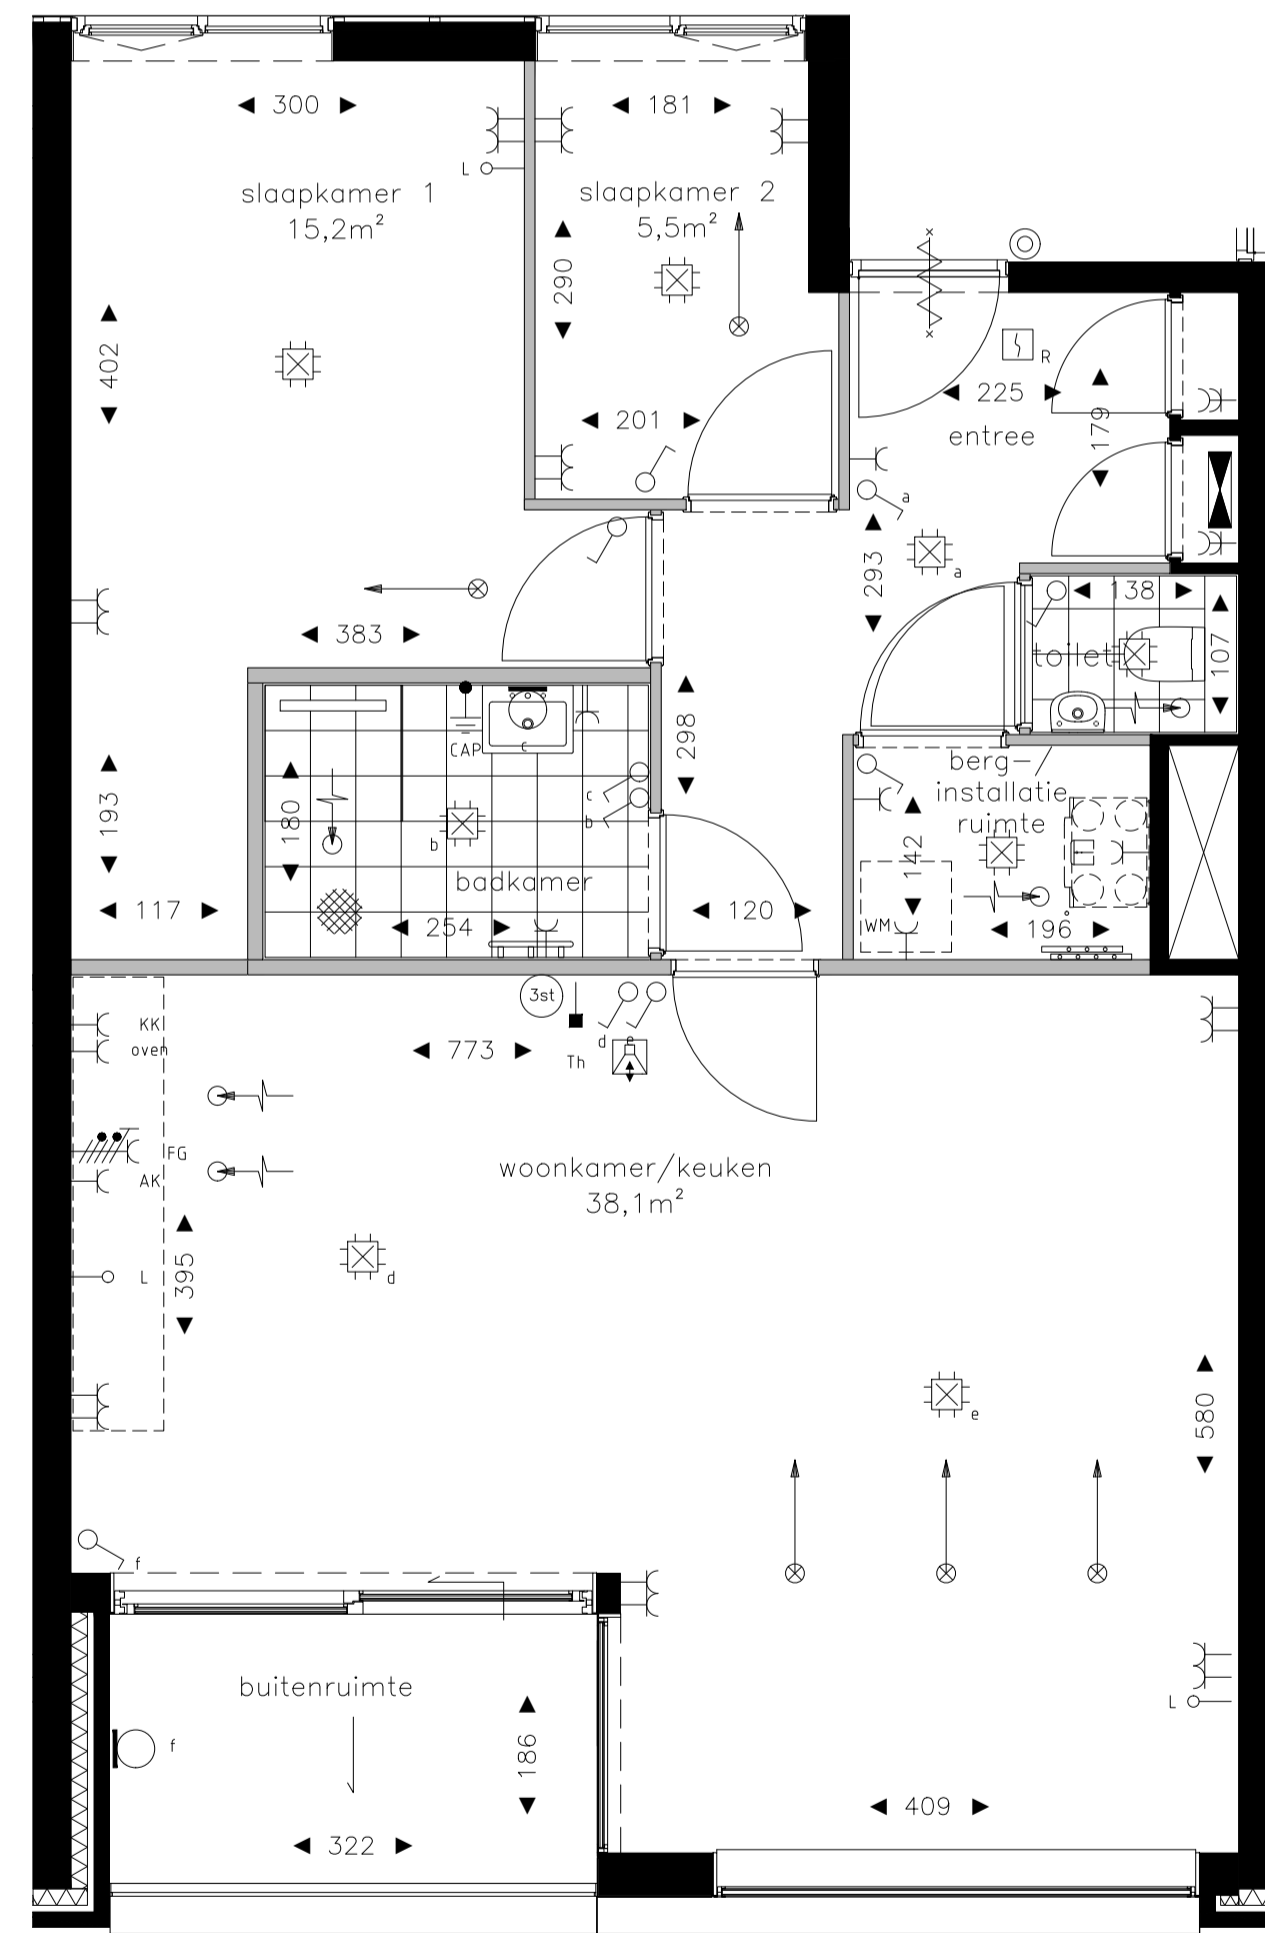 300
181
L
slaapkamer 1
15,2m²
slaapkamer 2
5,5m²
290
402
R
225
179
entree
201
a
293
a
138
383
toilet
107
298
CAP
c
berg-
installatie
ruimte
193
180
c
b
b
142
badkamer
117
254
120
WM
196
3st
KK
oven
773
d
e
Th
FG
AK
woonkamer/keuken
38,1m²
395
L
d
e
580
f
buitenruimte
L
f
186
409
322